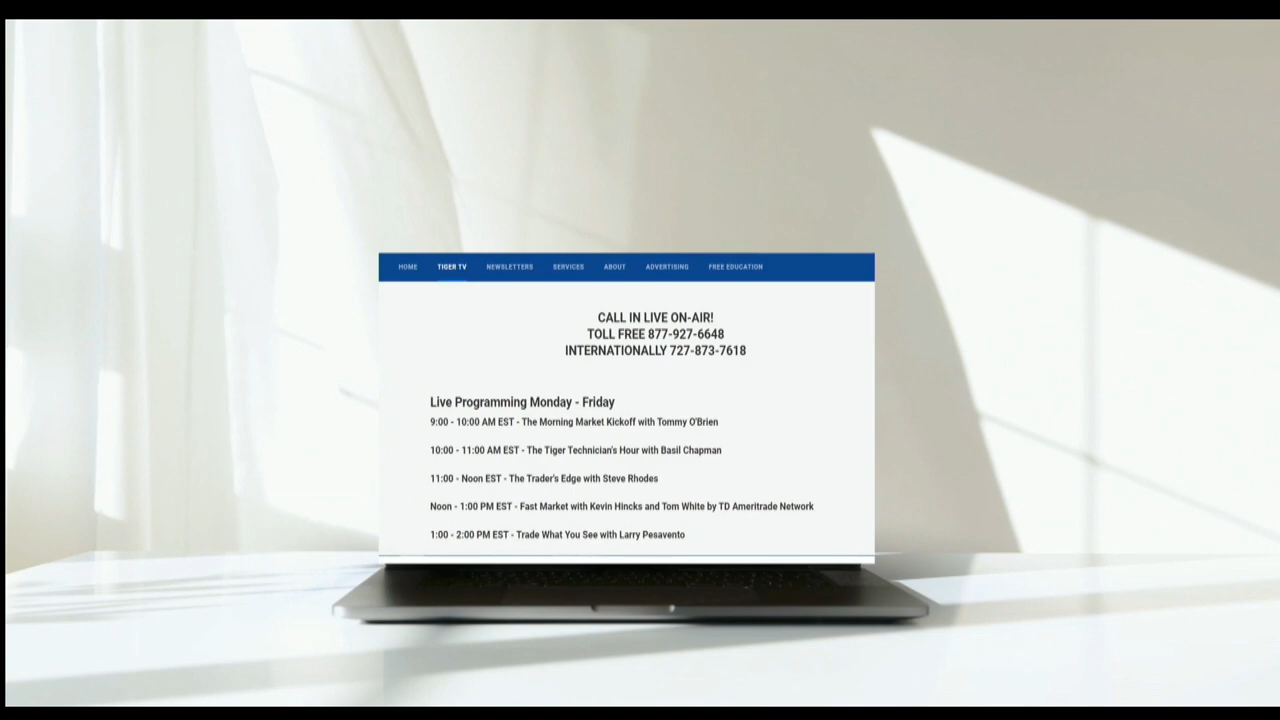 HOME TIGER TV NEWSLETTERS SERVICES ABOUT ADVERTISING FREE EDUCATION
CALL IN LIVE ON-AIR!
TOLL FREE 877-927-6648
INTERNATIONALLY 727-873-7618
Live Programming Monday - Friday
9:00 - 10:00 AM EST - The Morning Market Kickoff with Tommy O'Brien
10:00 - 11:00 AM EST - The Tiger Technician's Hour with Basil Chapman
11:00 - Noon EST - The Trader's Edge with Steve Rhodes
Noon - 1:00 PM EST - Fast Market with Kevin Hincks and Tom White by TD Ameritrade Network
1:00 - 2:00 PM EST - Trade What You See with Larry Pesavento